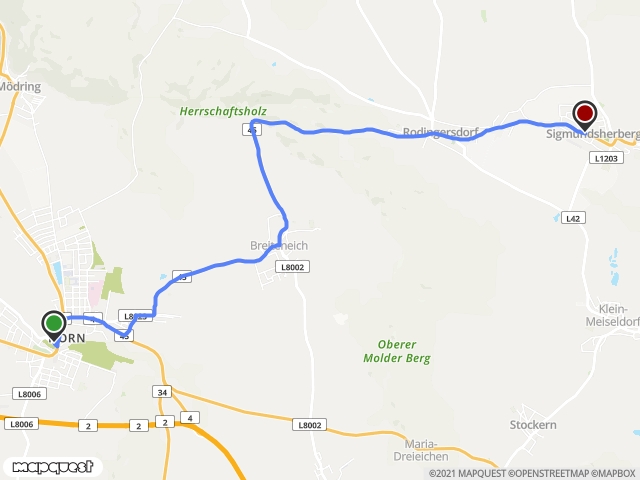 Mödring
Herrschaftsholz
45
Rodingersdorf
Sigmundsherberg
L1203
L42
Breiteneich
L8002
45
Klein-
Meiseldorf
4
L8023
45
Oberer
Molder Berg
L8006
34
L8006
2
2
2
4
L8002
Stockern
Maria-
Dreieichen
mapquest
©2021 MAPQUEST ©OPENSTREETMAP ©MAPBOX